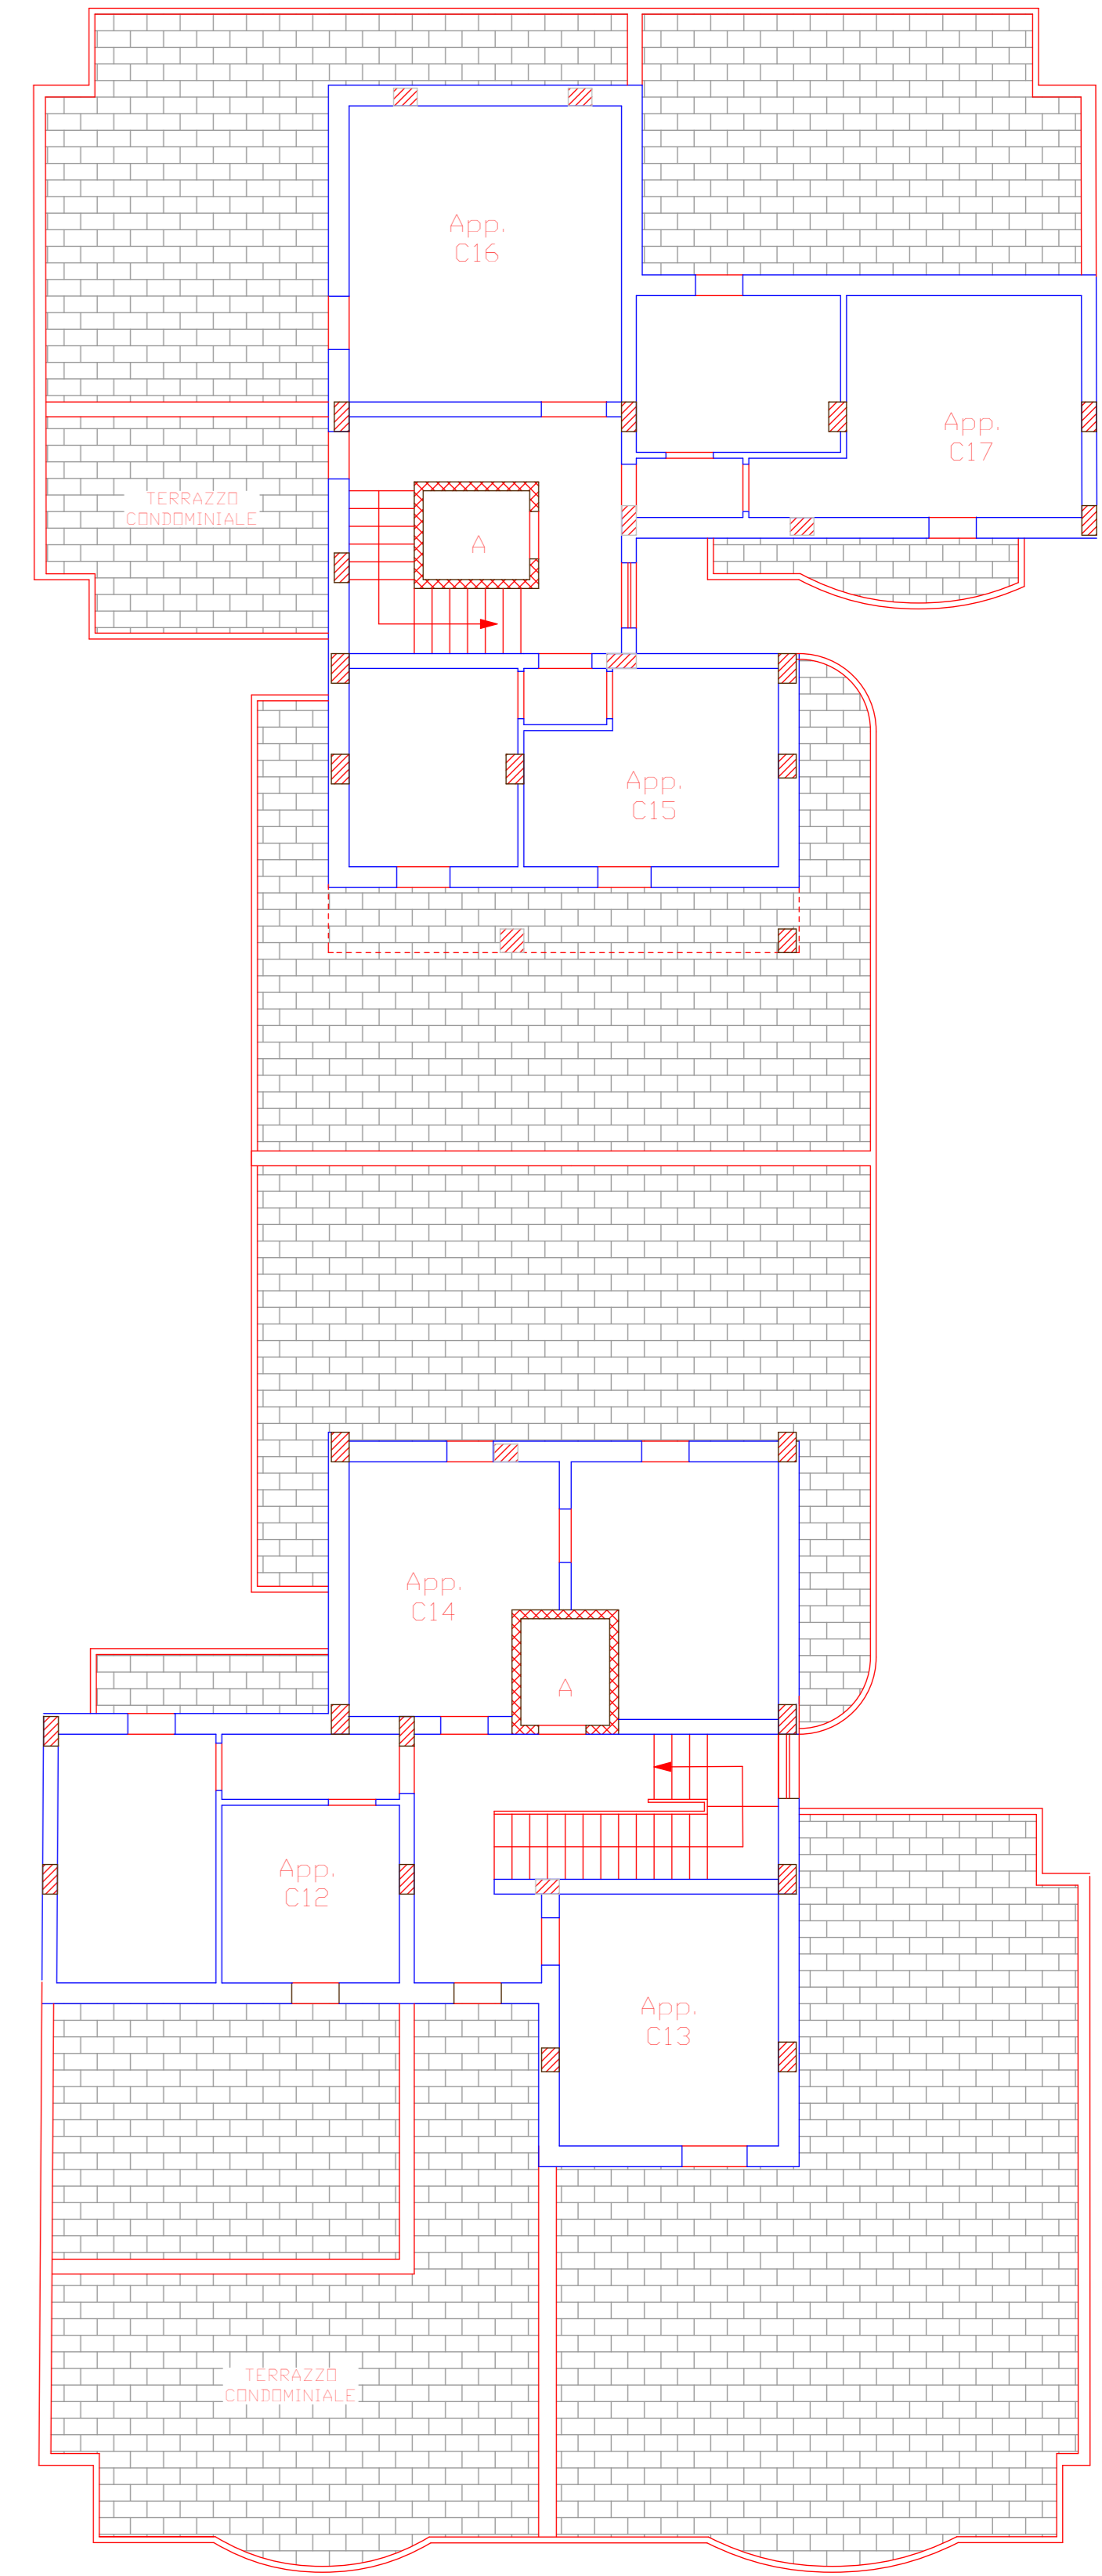 App.
C16
App.
C17
TERRAZZO
CONDOMINIALE
A
App.
C15
App.
C14
A
App.
C12
App.
C13
TERRAZZO
CONDOMINIALE